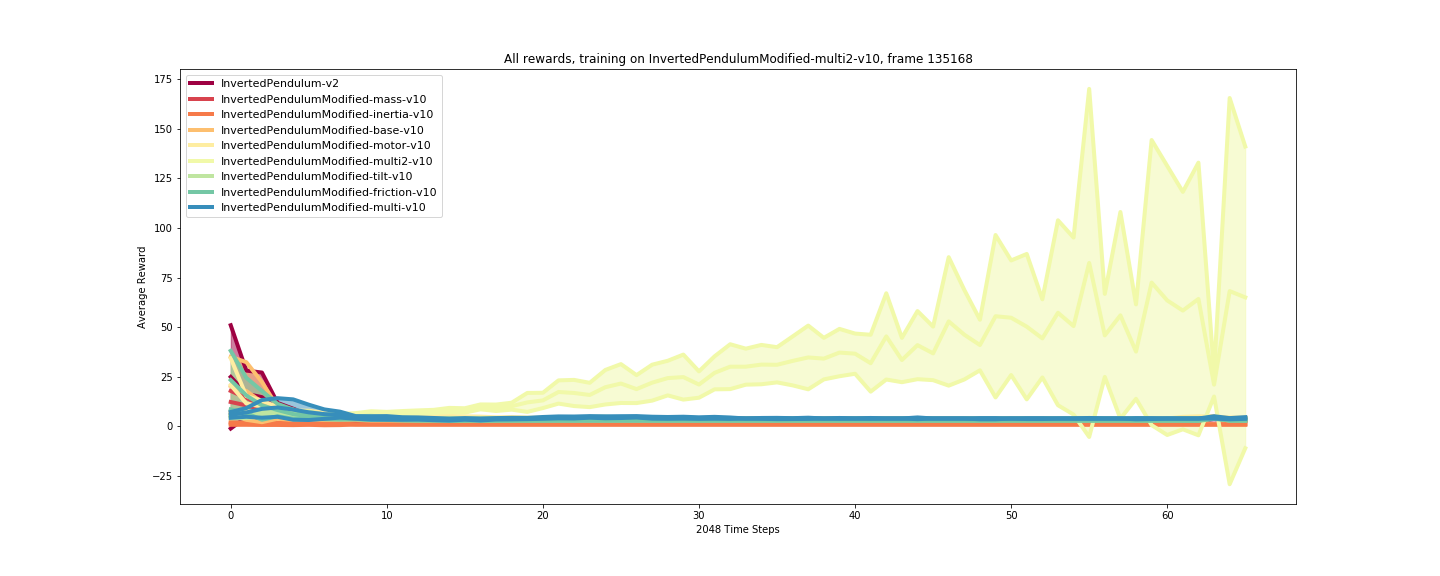 All rewards, training on InvertedPendulumModified-multi2-v10, frame 135168
175
150
125
100
75
50
25
0
−25
Average Reward
InvertedPendulum-v2
InvertedPendulumModified-mass-v10
InvertedPendulumModified-inertia-v10
InvertedPendulumModified-base-v10
InvertedPendulumModified-motor-v10
InvertedPendulumModified-multi2-v10
InvertedPendulumModified-tilt-v10
InvertedPendulumModified-friction-v10
InvertedPendulumModified-multi-v10
0 10 20 30 40 50 60
2048 Time Steps